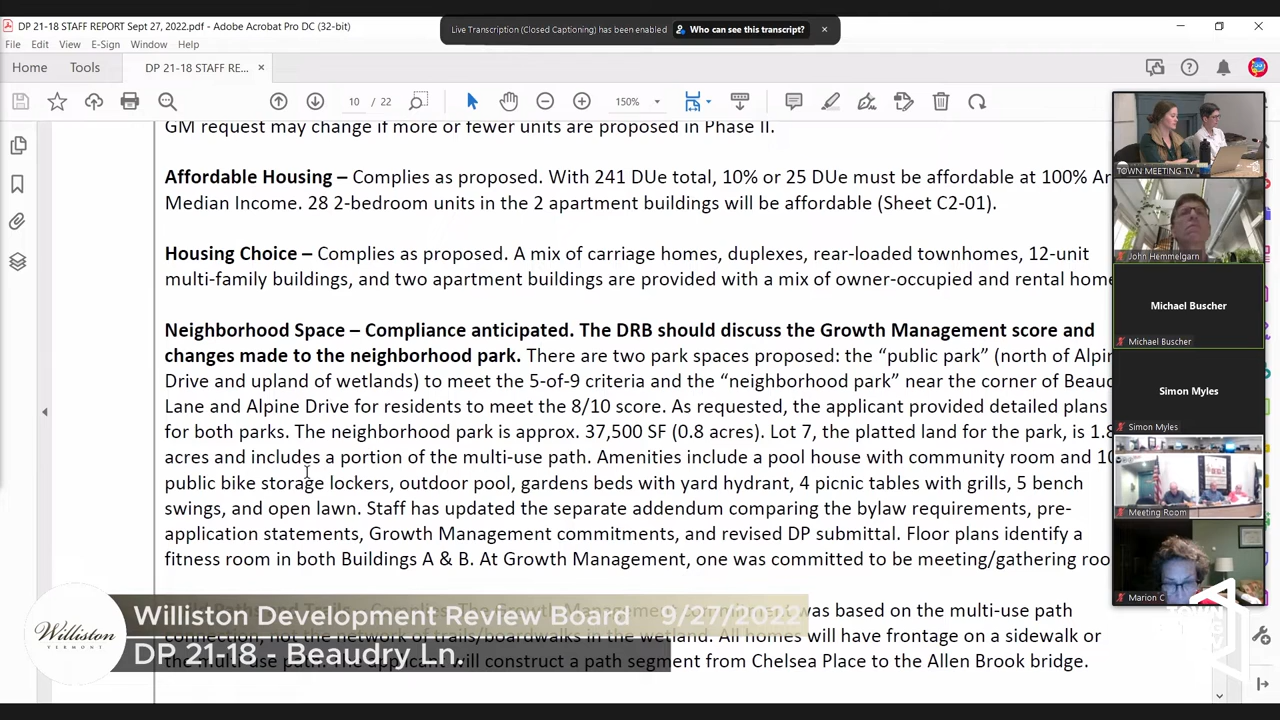 DP 21-18 STAFF REPORT Sept 27, 2022.pdf - Adobe Acrobat Pro DC (32-bit)
Live Transcription (Closed Captioning) has been enabled
Who can see this transcript?
File Edit View E-Sign Window Help
Home Tools DP 21-18 STAFF RE...
10 / 22
150%
GM request may change if more or fewer units are proposed in Phase II.
Affordable Housing – Complies as proposed. With 241 DUe total, 10% or 25 DUe must be affordable at 100% Ar
Median Income. 28 2-bedroom units in the 2 apartment buildings will be affordable (Sheet C2-01).
Housing Choice – Complies as proposed. A mix of carriage homes, duplexes, rear-loaded townhomes, 12-unit
multi-family buildings, and two apartment buildings are provided with a mix of owner-occupied and rental home
Neighborhood Space – Compliance anticipated. The DRB should discuss the Growth Management score and
changes made to the neighborhood park. There are two park spaces proposed: the “public park” (north of Alpin
Drive and upland of wetlands) to meet the 5-of-9 criteria and the “neighborhood park” near the corner of Beaud
Lane and Alpine Drive for residents to meet the 8/10 score. As requested, the applicant provided detailed plans
for both parks. The neighborhood park is approx. 37,500 SF (0.8 acres). Lot 7, the platted land for the park, is 1.8
acres and includes a portion of the multi-use path. Amenities include a pool house with community room and 10
public bike storage lockers, outdoor pool, gardens beds with yard hydrant, 4 picnic tables with grills, 5 bench
swings, and open lawn. Staff has updated the separate addendum comparing the bylaw requirements, pre-
application statements, Growth Management commitments, and revised DP submittal. Floor plans identify a
fitness room in both Buildings A & B. At Growth Management, one was committed to be meeting/gathering roo
was based on the multi-use path
connection, not the network of trails/boardwalks in the wetland. All homes will have frontage on a sidewalk or
the multi-use path. The applicant will construct a path segment from Chelsea Place to the Allen Brook bridge.
TOWN MEETING TV
John Hemmelgarn
Michael Buscher
Michael Buscher
Simon Myles
Simon Myles
Meeting Room
Marion C
Williston
VERMONT
Williston Development Review Board 9/27/2022
DP 21-18 - Beaudry Ln.